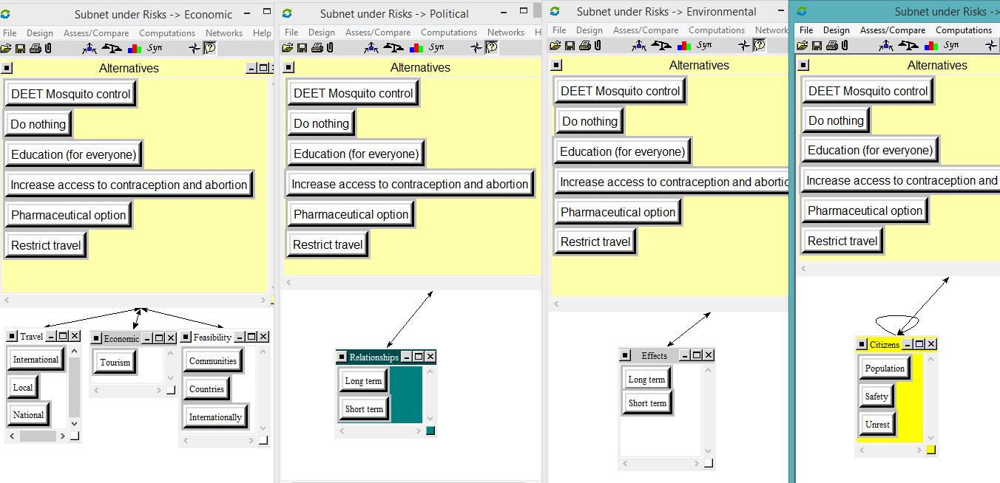 Subnet under Risks -> Economic
File Design Assess/Compare Computations Networks Help
Syn
Alternatives
DEET Mosquito control
Do nothing
Education (for everyone)
Increase access to contraception and abortion
Pharmaceutical option
Restrict travel
Travel
International
Local
National
Economic
Tourism
Feasibility
Communities
Countries
Internationally
Subnet under Risks -> Political
File Design Assess/Compare Computations Networks H
Syn
Alternatives
DEET Mosquito control
Do nothing
Education (for everyone)
Increase access to contraception and abortion
Pharmaceutical option
Restrict travel
Relationships
Long term
Short term
Subnet under Risks -> Environmental
File Design Assess/Compare Computations Network
Syn
Alternatives
DEET Mosquito control
Do nothing
Education (for everyone)
Increase access to contraception and abortic
Pharmaceutical option
Restrict travel
Effects
Long term
Short term
Subnet under Risks ->
File Design Assess/Compare Computations
Syn
Alternatives
DEET Mosquito control
Do nothing
Education (for everyone)
Increase access to contraception and
Pharmaceutical option
Restrict travel
Citizens
Population
Safety
Unrest